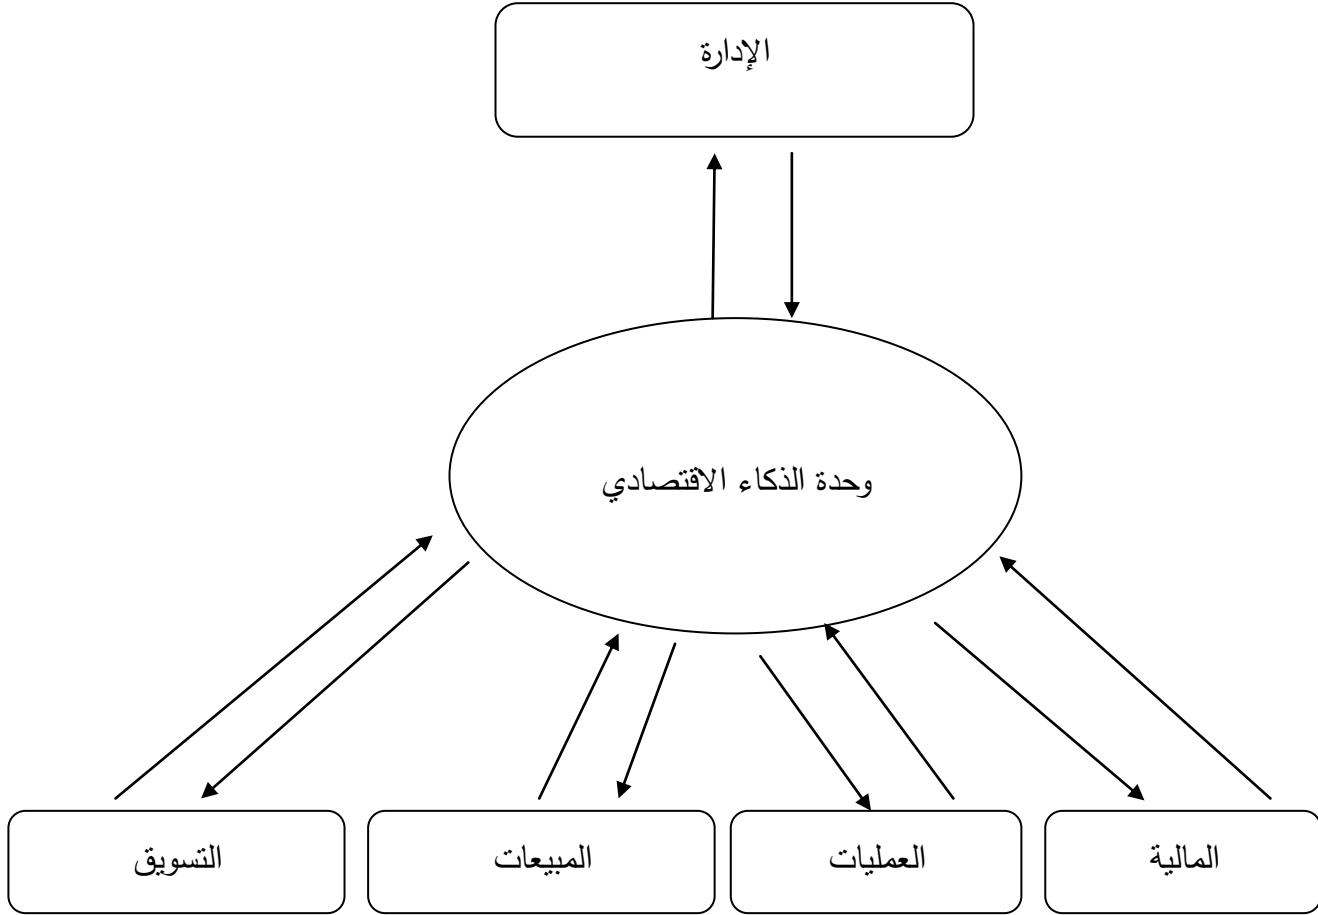 الإدارة
وحدة الذكاء الاقتصادي
المالية
العمليات
المبيعات
التسويق